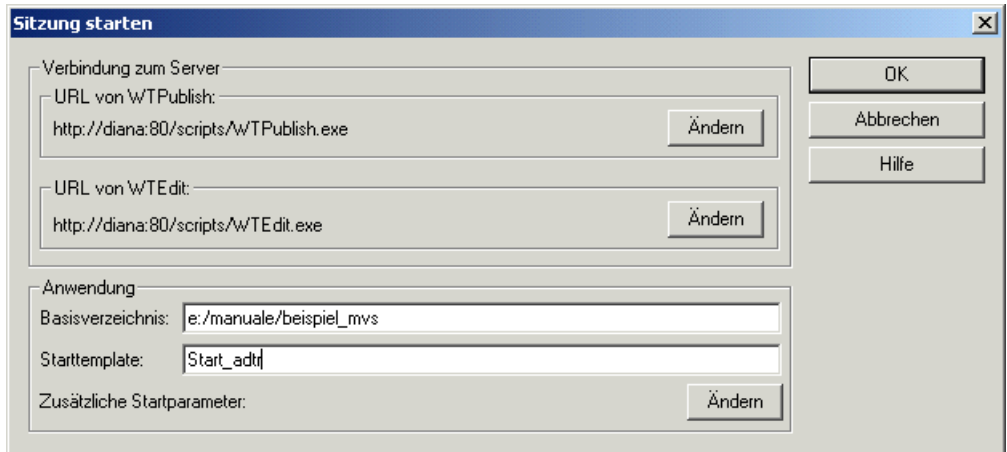 Sitzung starten
Verbindung zum Server
OK
URL von WTPublish:
http://diana:80/scripts/WTPublish.exe
Ändern
Abbrechen
Hilfe
URL von WTEdit:
http://diana:80/scripts/WTEdit.exe
Ändern
Anwendung
Basisverzeichnis: e:/manuale/beispiel_mvs
Starttemplate: Start_adtr
Zusätzliche Startparameter: Ändern